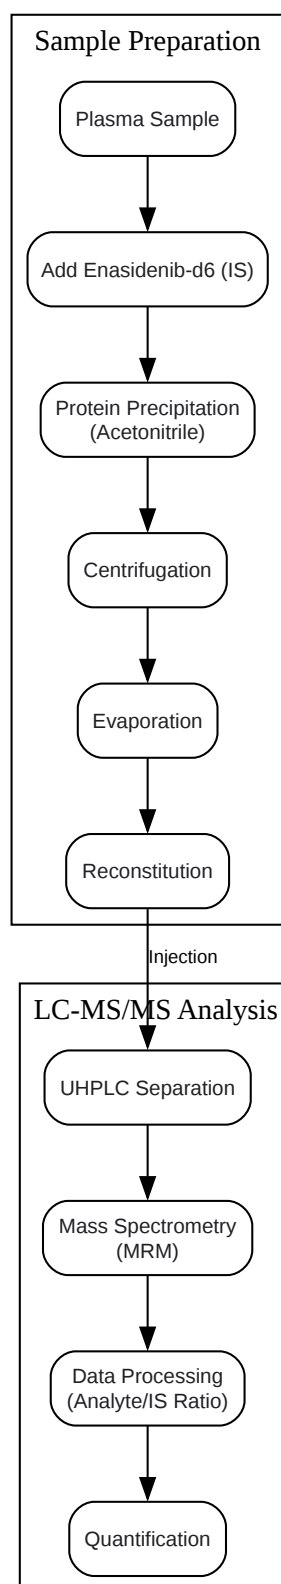 Sample Preparation
Plasma Sample
Add Enasidenib-d6 (IS)
Protein Precipitation
(Acetonitrile)
Centrifugation
Evaporation
Reconstitution
Injection
LC-MS/MS Analysis
UHPLC Separation
Mass Spectrometry
(MRM)
Data Processing
(Analyte/IS Ratio)
Quantification